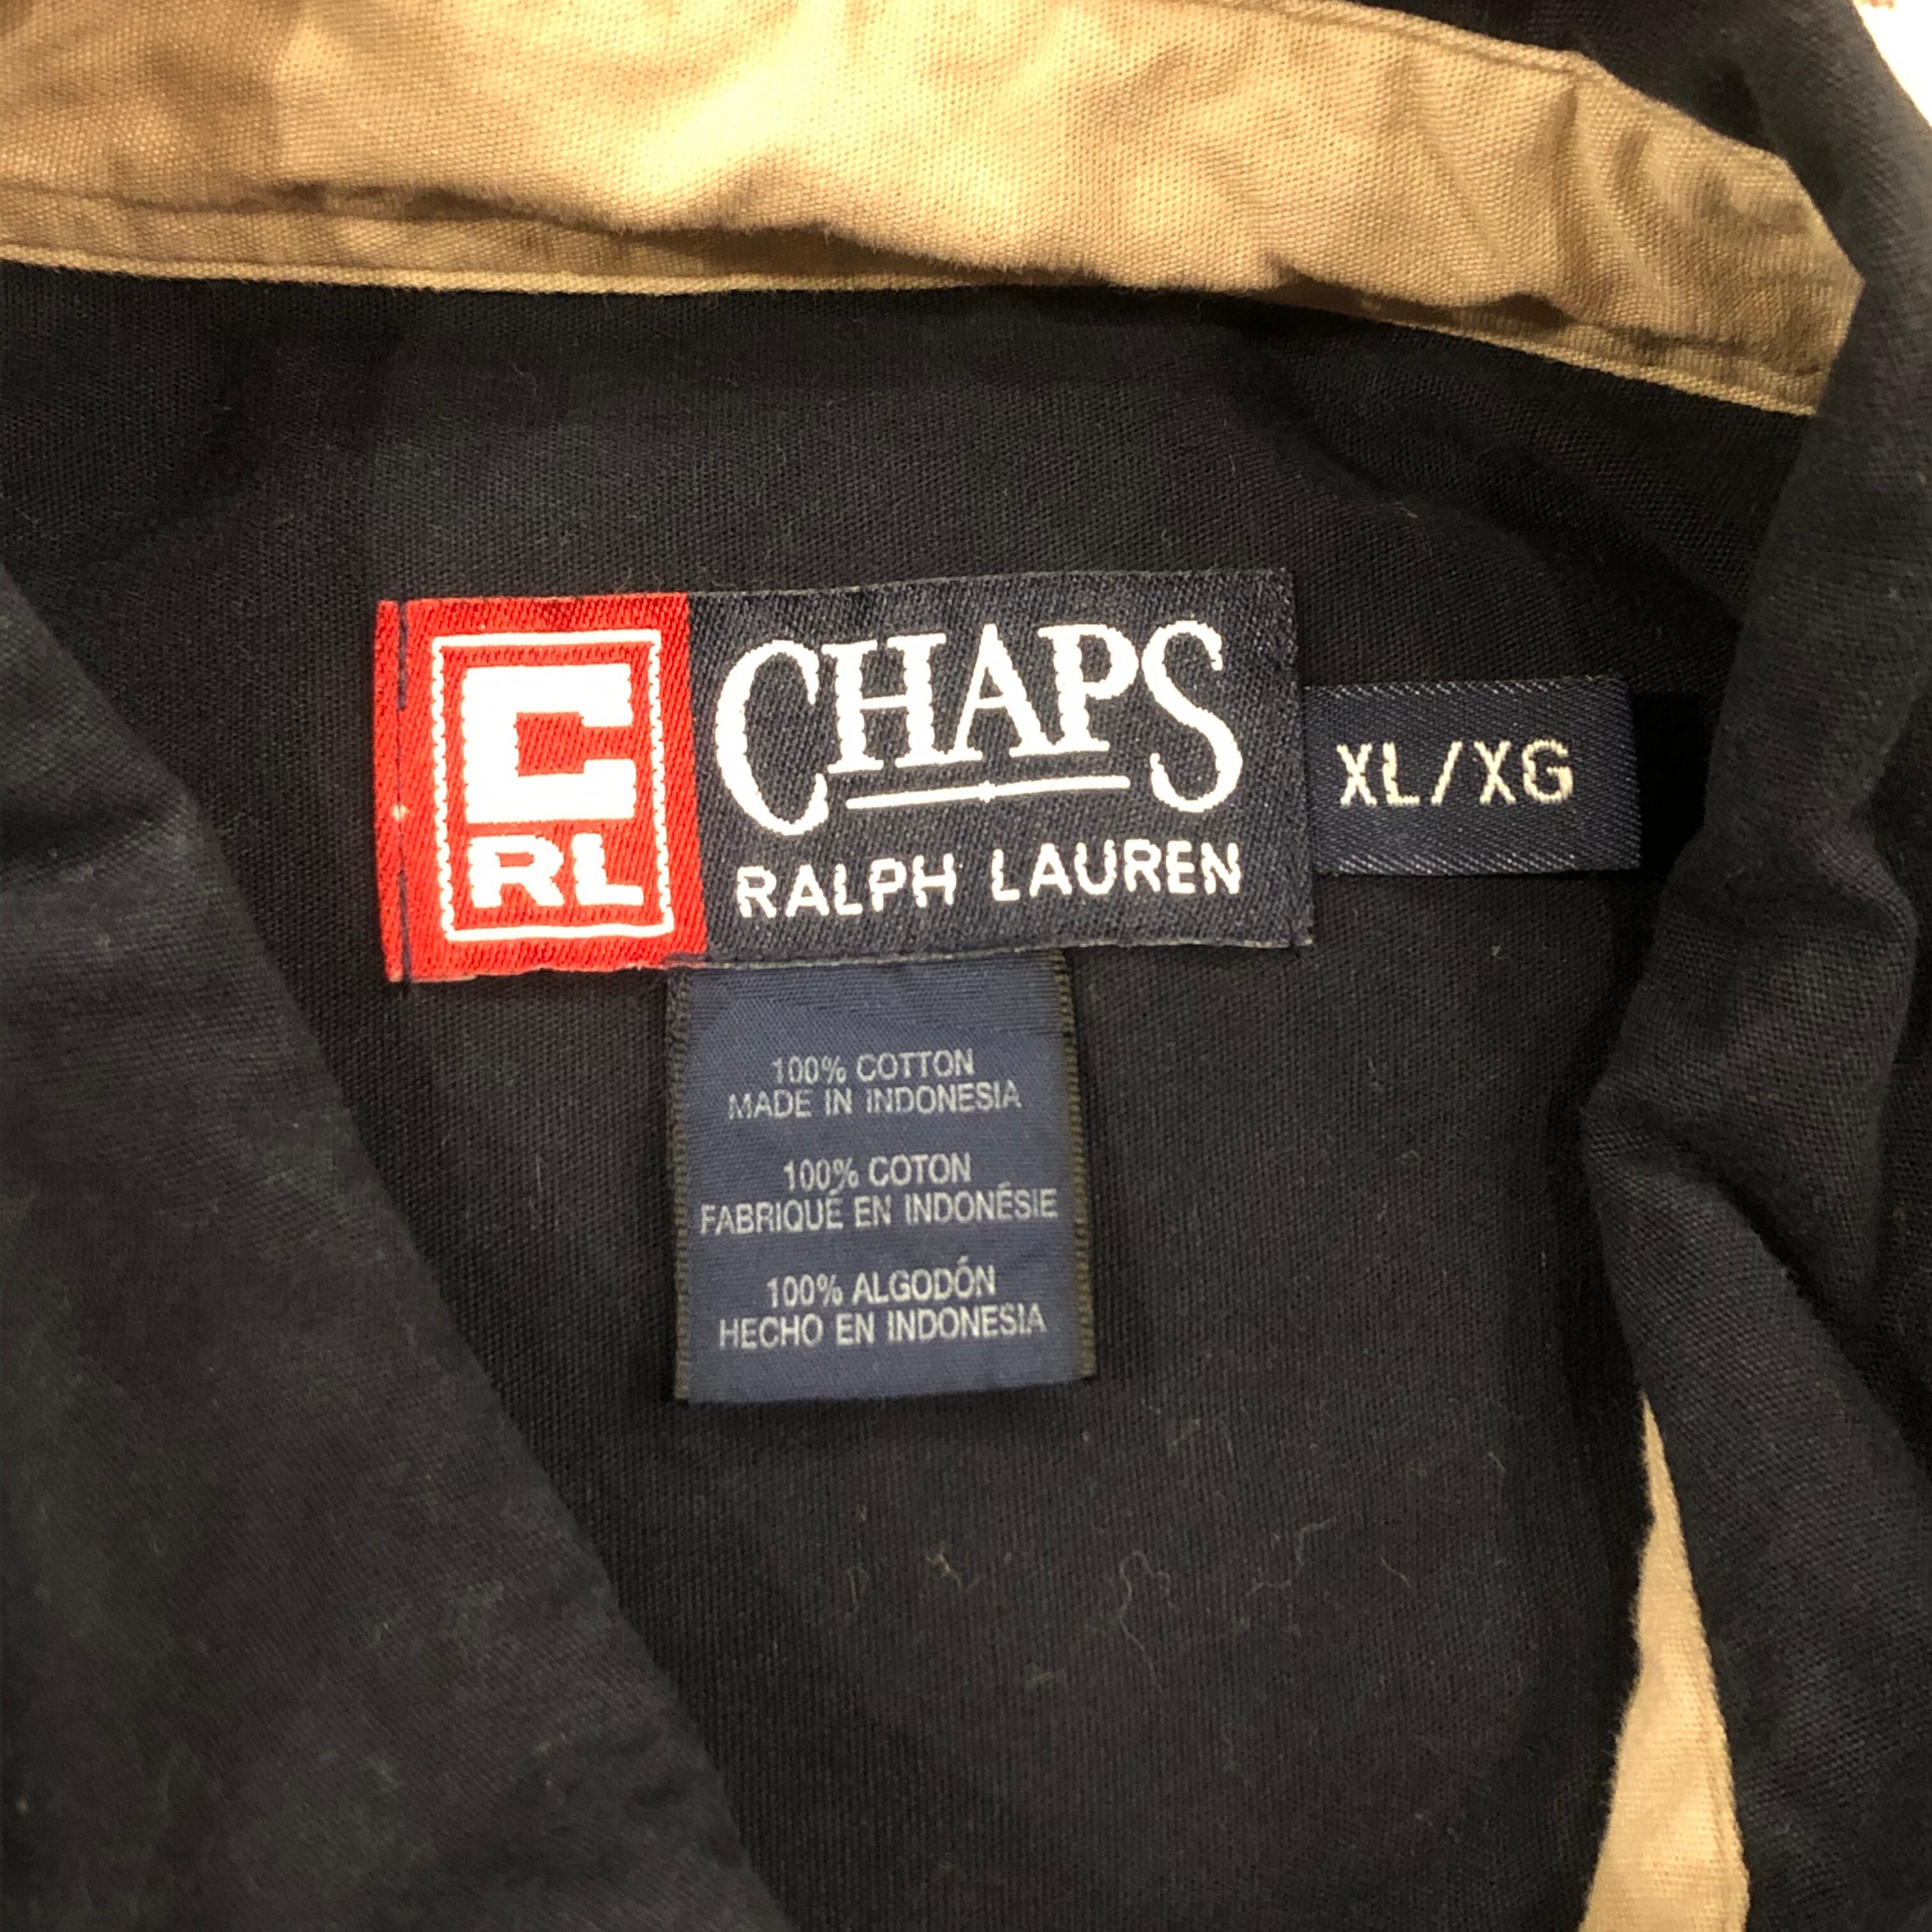 C
RL
CHAPS
RALPH LAUREN
XL/XG
100% COTTON
MADE IN INDONESIA
100% COTON
FABRIQUÉ EN INDONÉSIE
100% ALGODÓN
HECHO EN INDONESIA